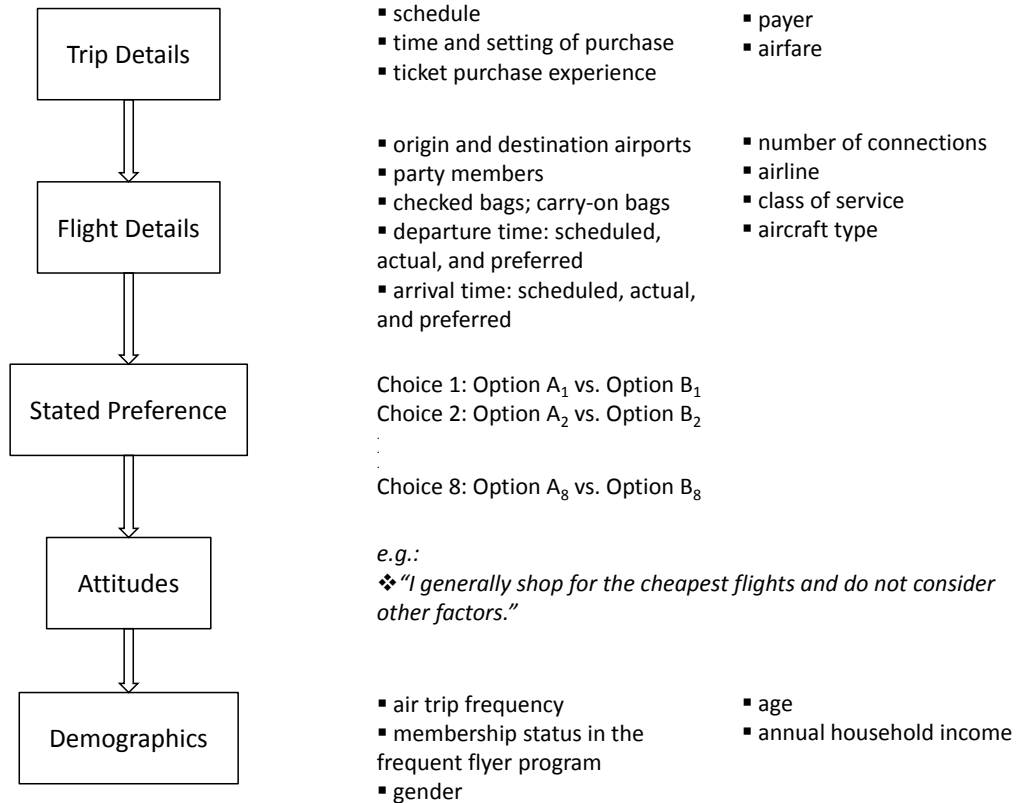 Trip Details
▪ schedule
▪ time and setting of purchase
▪ ticket purchase experience
▪ payer
▪ airfare
Flight Details
▪ origin and destination airports
▪ party members
▪ checked bags; carry-on bags
▪ departure time: scheduled,
actual, and preferred
▪ arrival time: scheduled, actual,
and preferred
▪ number of connections
▪ airline
▪ class of service
▪ aircraft type
Stated Preference
Choice 1: Option A₁ vs. Option B₁
Choice 2: Option A₂ vs. Option B₂
.
.
.
Choice 8: Option A₈ vs. Option B₈
Attitudes
e.g.:
❖ “I generally shop for the cheapest flights and do not consider
other factors.”
Demographics
▪ air trip frequency
▪ membership status in the
frequent flyer program
▪ gender
▪ age
▪ annual household income